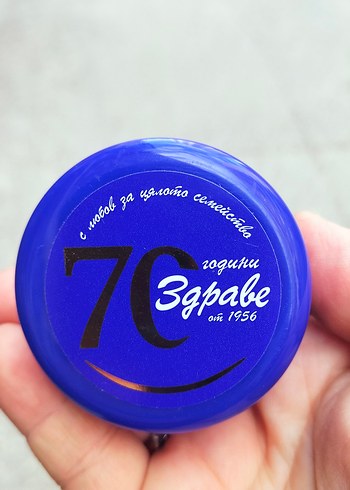 с любов за цялото семейство
70
години
Здраве
от 1956